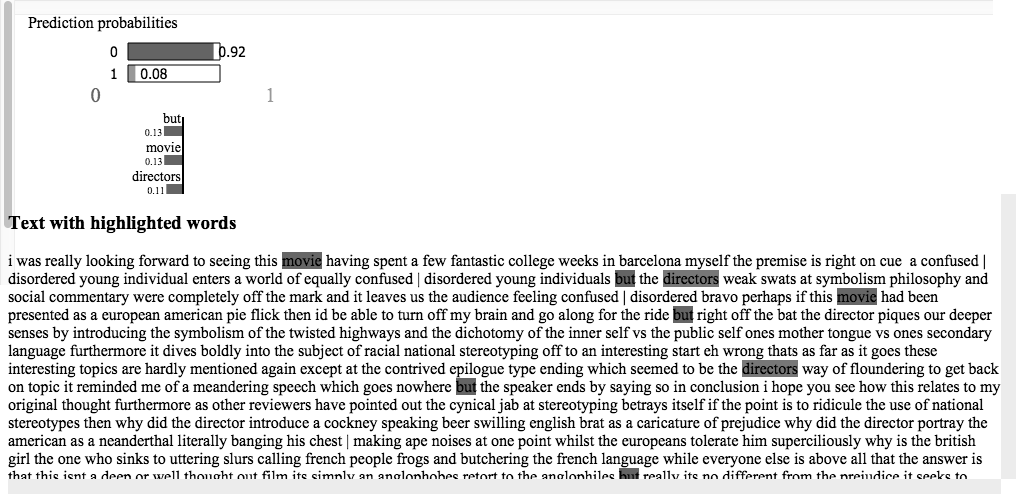 Prediction probabilities
0 0.92
1 0.08
0 1
but
0.13
movie
0.13
directors
0.11
Text with highlighted words
i was really looking forward to seeing this movie having spent a few fantastic college weeks in barcelona myself the premise is right on cue a confused |
disordered young individual enters a world of equally confused | disordered young individuals but the directors weak swats at symbolism philosophy and
social commentary were completely off the mark and it leaves us the audience feeling confused | disordered bravo perhaps if this movie had been
presented as a european american pie flick then id be able to turn off my brain and go along for the ride but right off the bat the director piques our deeper
senses by introducing the symbolism of the twisted highways and the dichotomy of the inner self vs the public self ones mother tongue vs ones secondary
language furthermore it dives boldly into the subject of racial national stereotyping off to an interesting start eh wrong thats as far as it goes these
interesting topics are hardly mentioned again except at the contrived epilogue type ending which seemed to be the directors way of floundering to get back
on topic it reminded me of a meandering speech which goes nowhere but the speaker ends by saying so in conclusion i hope you see how this relates to my
original thought furthermore as other reviewers have pointed out the cynical jab at stereotyping betrays itself if the point is to ridicule the use of national
stereotypes then why did the director introduce a cockney speaking beer swilling english brat as a caricature of prejudice why did the director portray the
american as a neanderthal literally banging his chest | making ape noises at one point whilst the europeans tolerate him superciliously why is the british
girl the one who sinks to uttering slurs calling french people frogs and butchering the french language while everyone else is above all that the answer is
that this isnt a deep or well thought out film its simply an anglophobes retort to the anglophiles but really its no different from the prejudice it seeks to